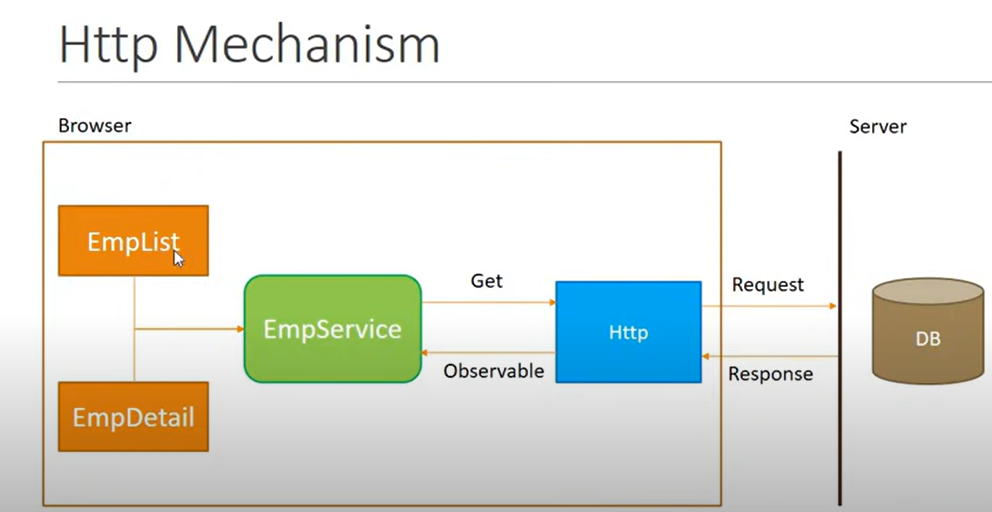 Http Mechanism
Browser
Server
EmpList
EmpService
EmpDetail
Get
Observable
Http
Request
Response
DB